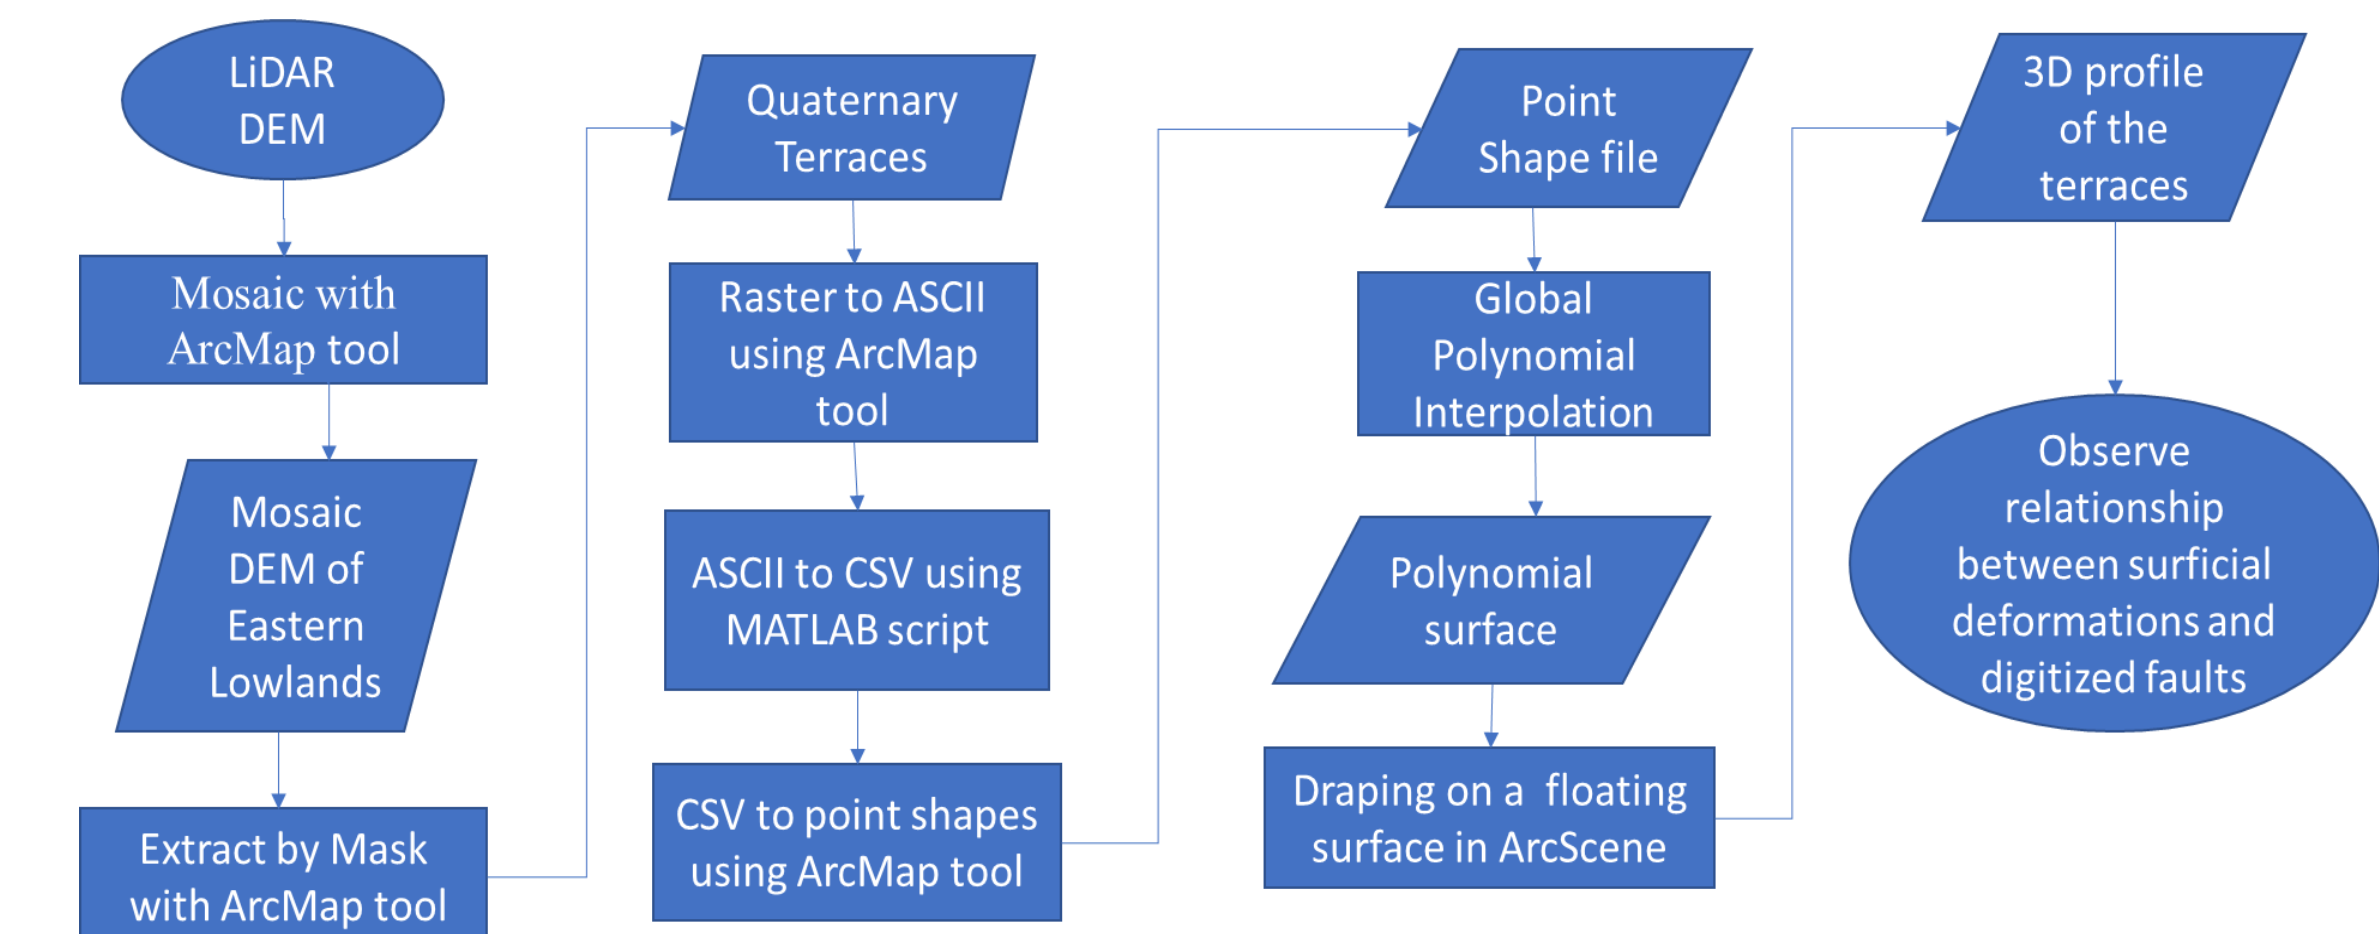 LiDAR
DEM
Mosaic with
ArcMap tool
Mosaic
DEM of
Eastern
Lowlands
Extract by Mask
with ArcMap tool
Quaternary
Terraces
Raster to ASCII
using ArcMap
tool
ASCII to CSV using
MATLAB script
CSV to point shapes
using ArcMap tool
Point
Shape file
Global
Polynomial
Interpolation
Polynomial
surface
Draping on a floating
surface in ArcScene
3D profile
of the
terraces
Observe
relationship
between surficial
deformations and
digitized faults